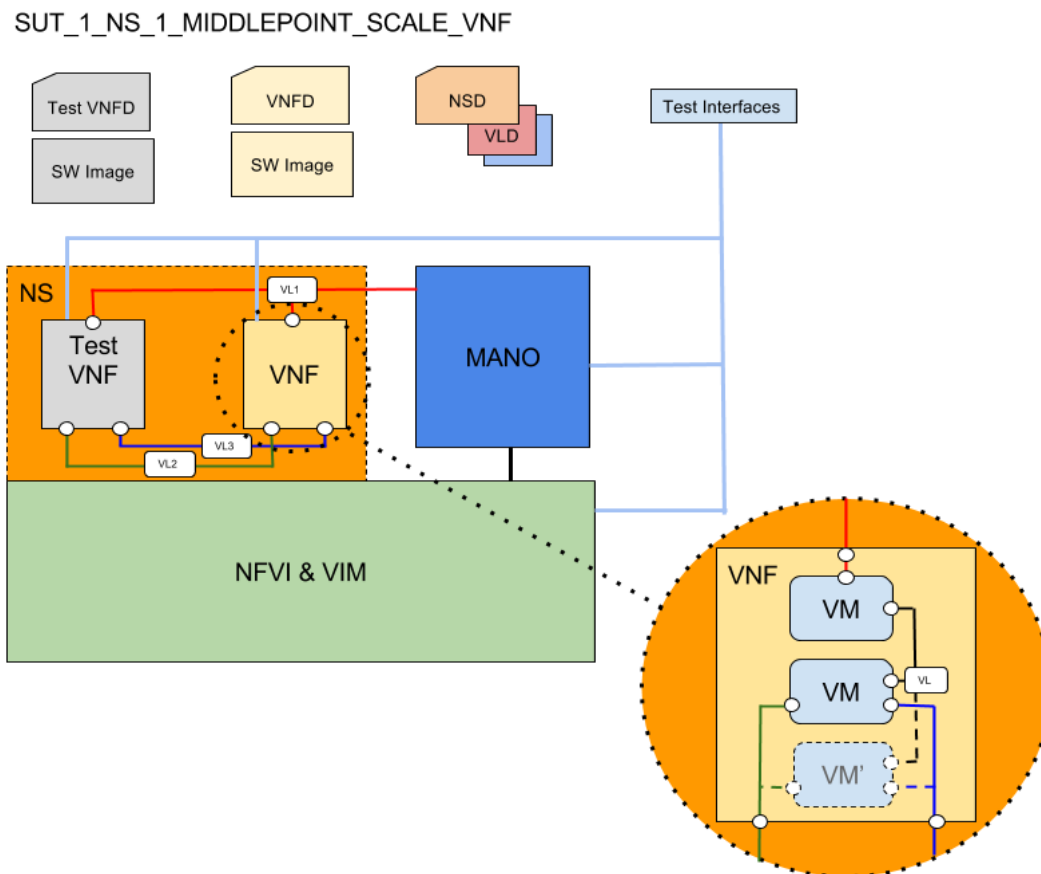 SUT_1_NS_1_MIDDLEPOINT_SCALE_VNF
Test VNFD
SW Image
VNFD
SW Image
NSD
VLD
Test Interfaces
NS
VL1
Test
VNF
VNF
VL3
VL2
MANO
NFVI & VIM
VNF
VM
VL
VM
VM'